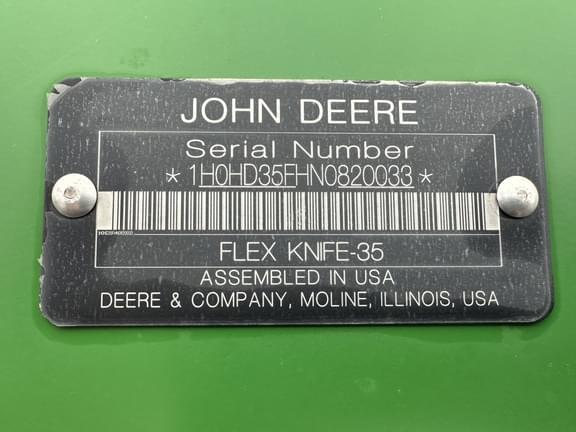 JOHN DEERE
Serial Number
*1H0HD35FHN0820033*
FLEX KNIFE-35
ASSEMBLED IN USA
DEERE & COMPANY, MOLINE, ILLINOIS, USA